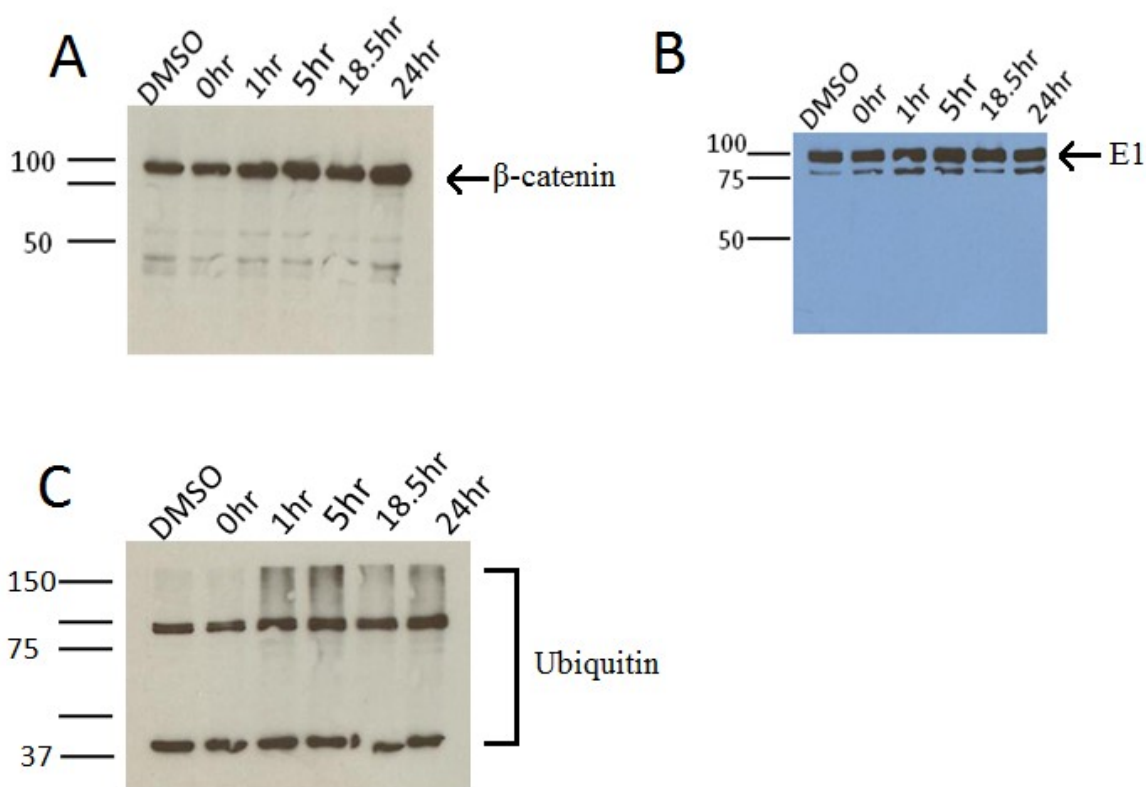 A
DMSO
0hr
1hr
5hr
18.5hr
24hr
100
50
β-catenin
B
DMSO
0hr
1hr
5hr
18.5hr
24hr
100
75
50
E1
C
DMSO
0hr
1hr
5hr
18.5hr
24hr
150
75
37
Ubiquitin